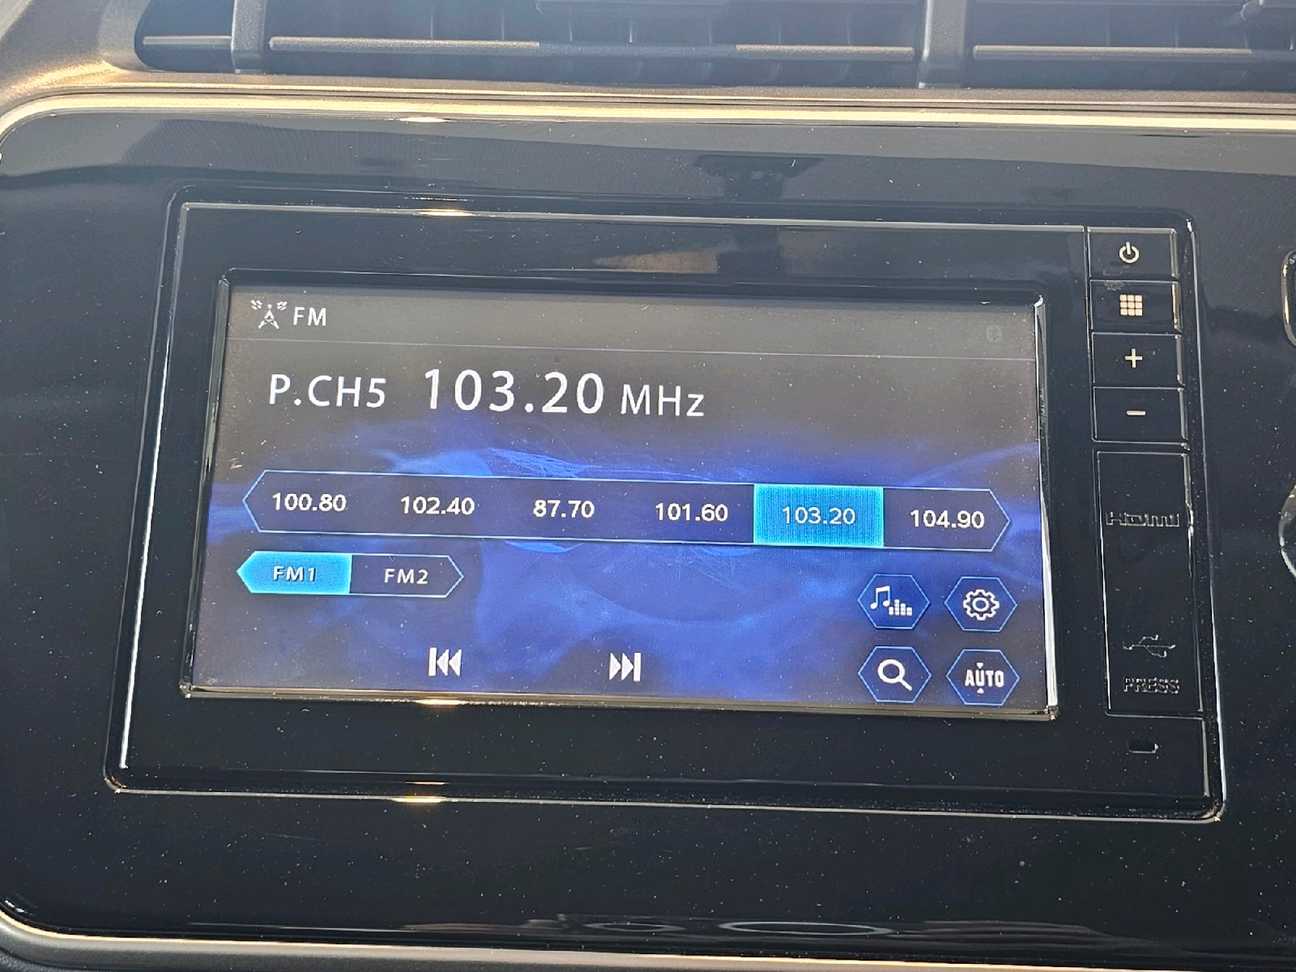 FM
P.CH5 103.20 MHz
100.80 102.40 87.70 101.60 103.20 104.90
FM1 FM2
AUTO
+
-
HDMI
PRESS